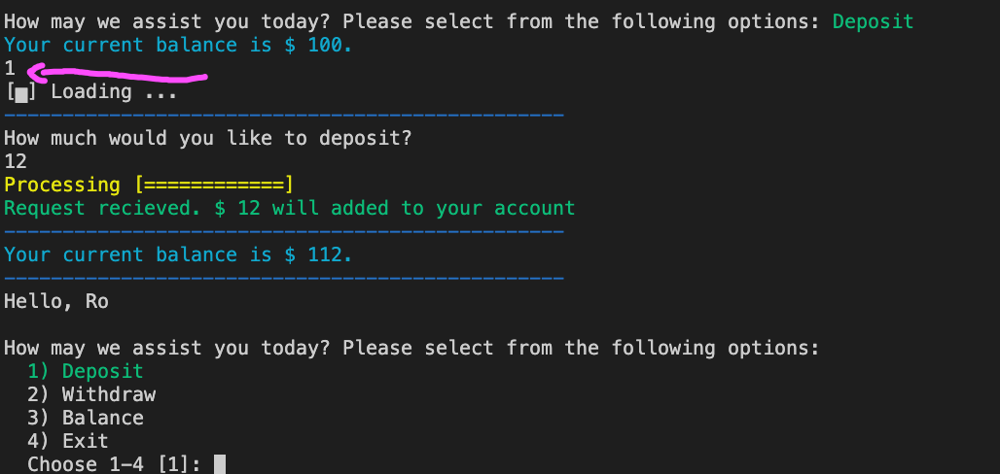 How may we assist you today? Please select from the following options: Deposit
Your current balance is $ 100.
1
[■] Loading ...
------------------------------------------------
How much would you like to deposit?
12
Processing [============]
Request recieved. $ 12 will added to your account
------------------------------------------------
Your current balance is $ 112.
------------------------------------------------
Hello, Ro
How may we assist you today? Please select from the following options:
1) Deposit
2) Withdraw
3) Balance
4) Exit
Choose 1-4 [1]: